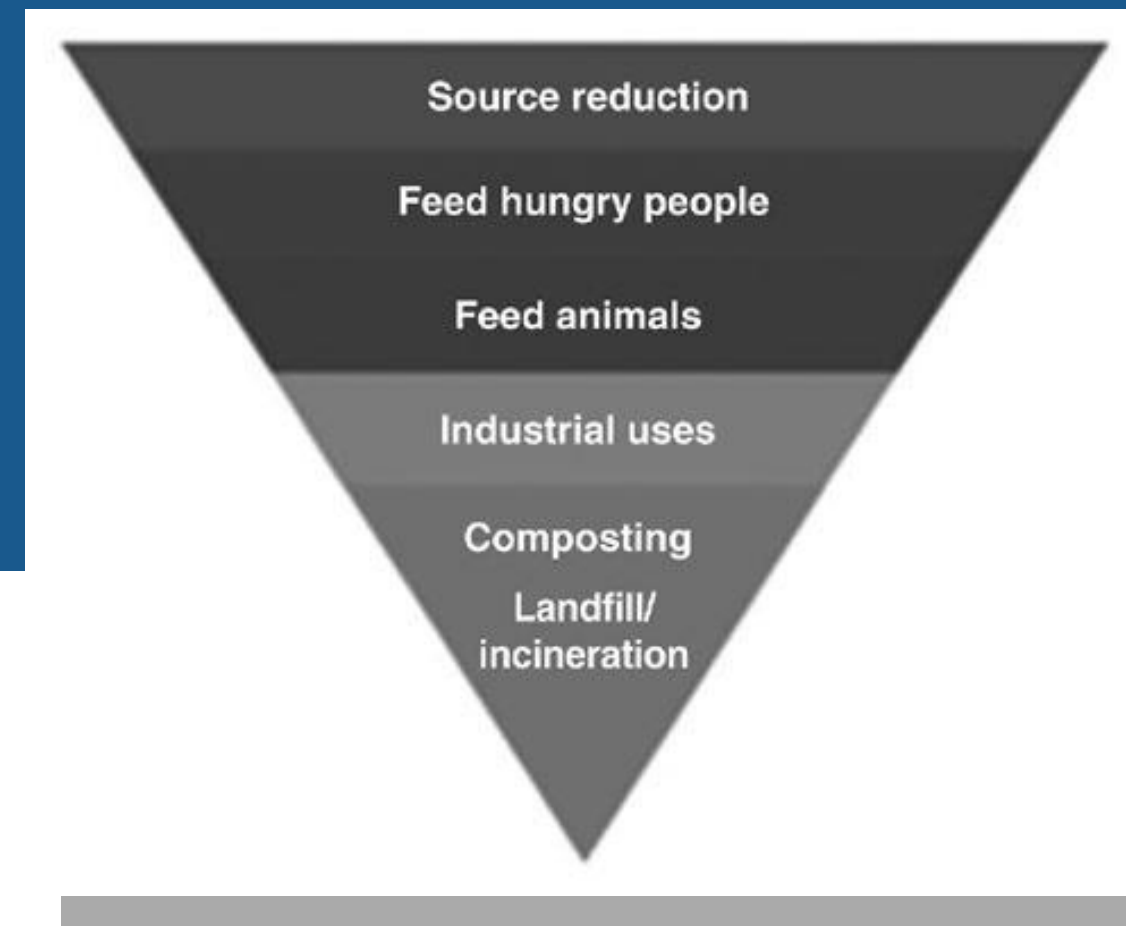 Source reduction
Feed hungry people
Feed animals
Industrial uses
Composting
Landfill/
incineration